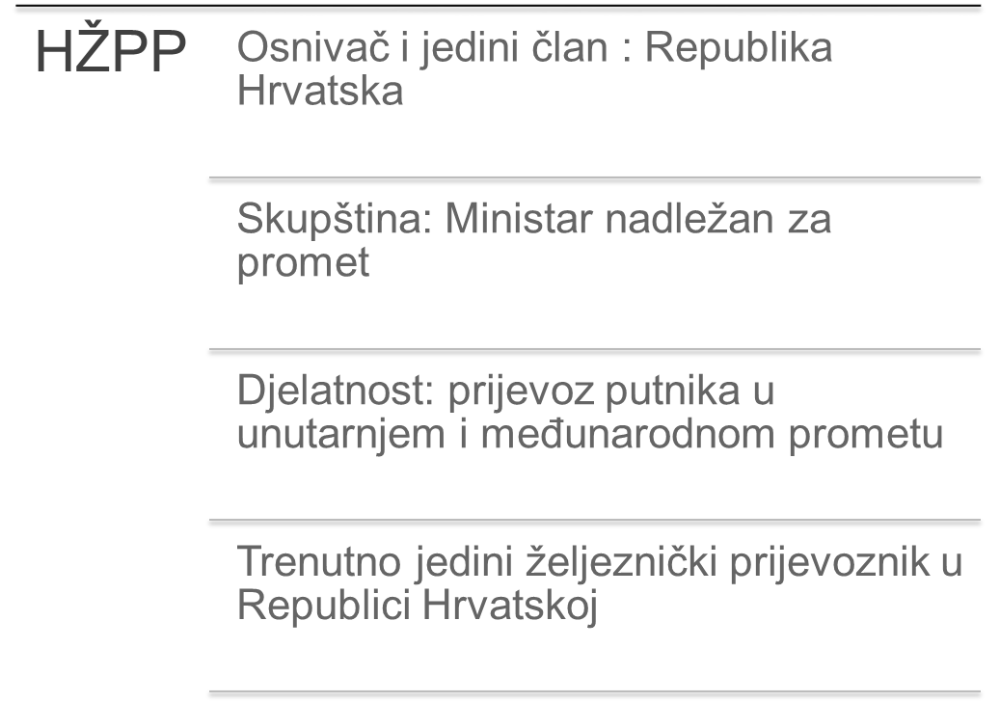 HŽPP
Osnivač i jedini član : Republika
Hrvatska
Skupština: Ministar nadležan za
promet
Djelatnost: prijevoz putnika u
unutarnjem i međunarodnom prometu
Trenutno jedini željeznički prijevoznik u
Republici Hrvatskoj